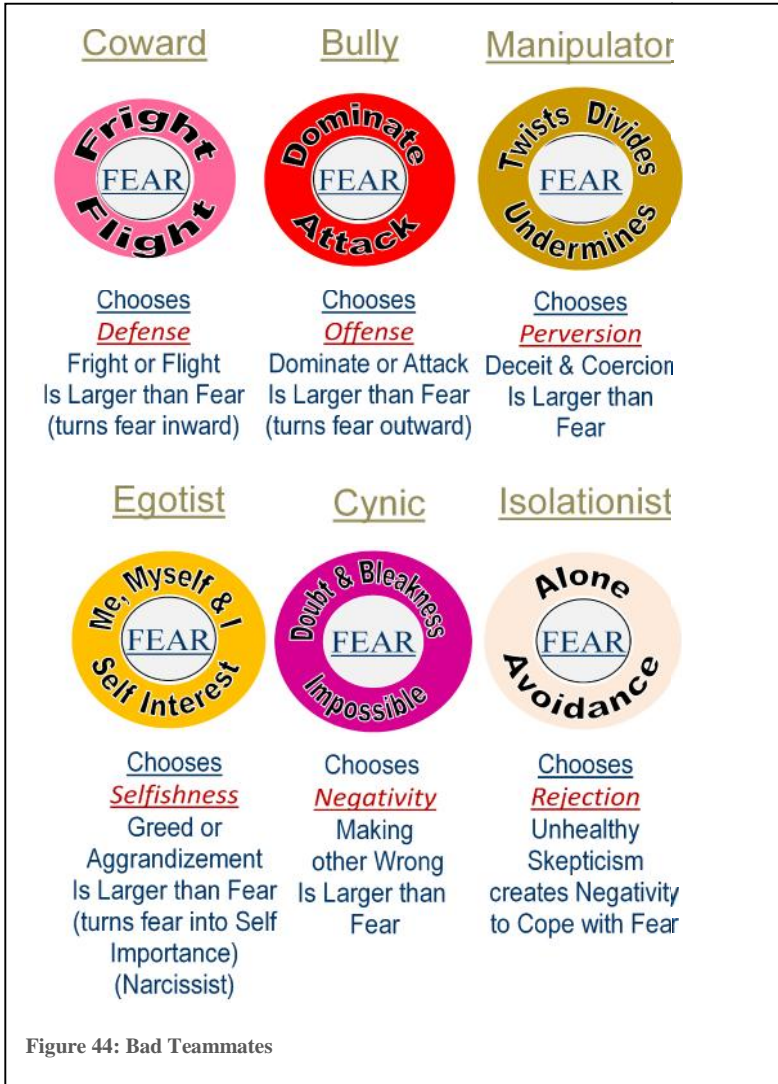 Coward
Fright
FEAR
Flight
Chooses
Defense
Fright or Flight
Is Larger than Fear
(turns fear inward)
Bully
Dominate
FEAR
Attack
Chooses
Offense
Dominate or Attack
Is Larger than Fear
(turns fear outward)
Manipulator
Twists Divides
FEAR
Undermines
Chooses
Perversion
Deceit & Coercion
Is Larger than
Fear
Egotist
Me, Myself & I
FEAR
Self Interest
Chooses
Selfishness
Greed or
Aggrandizement
Is Larger than Fear
(turns fear into Self
Importance)
(Narcissist)
Cynic
Doubt & Bleakness
FEAR
Impossible
Chooses
Negativity
Making
other Wrong
Is Larger than
Fear
Isolationist
Alone
FEAR
Avoidance
Chooses
Rejection
Unhealthy
Skepticism
creates Negativity
to Cope with Fear
Figure 44: Bad Teammates